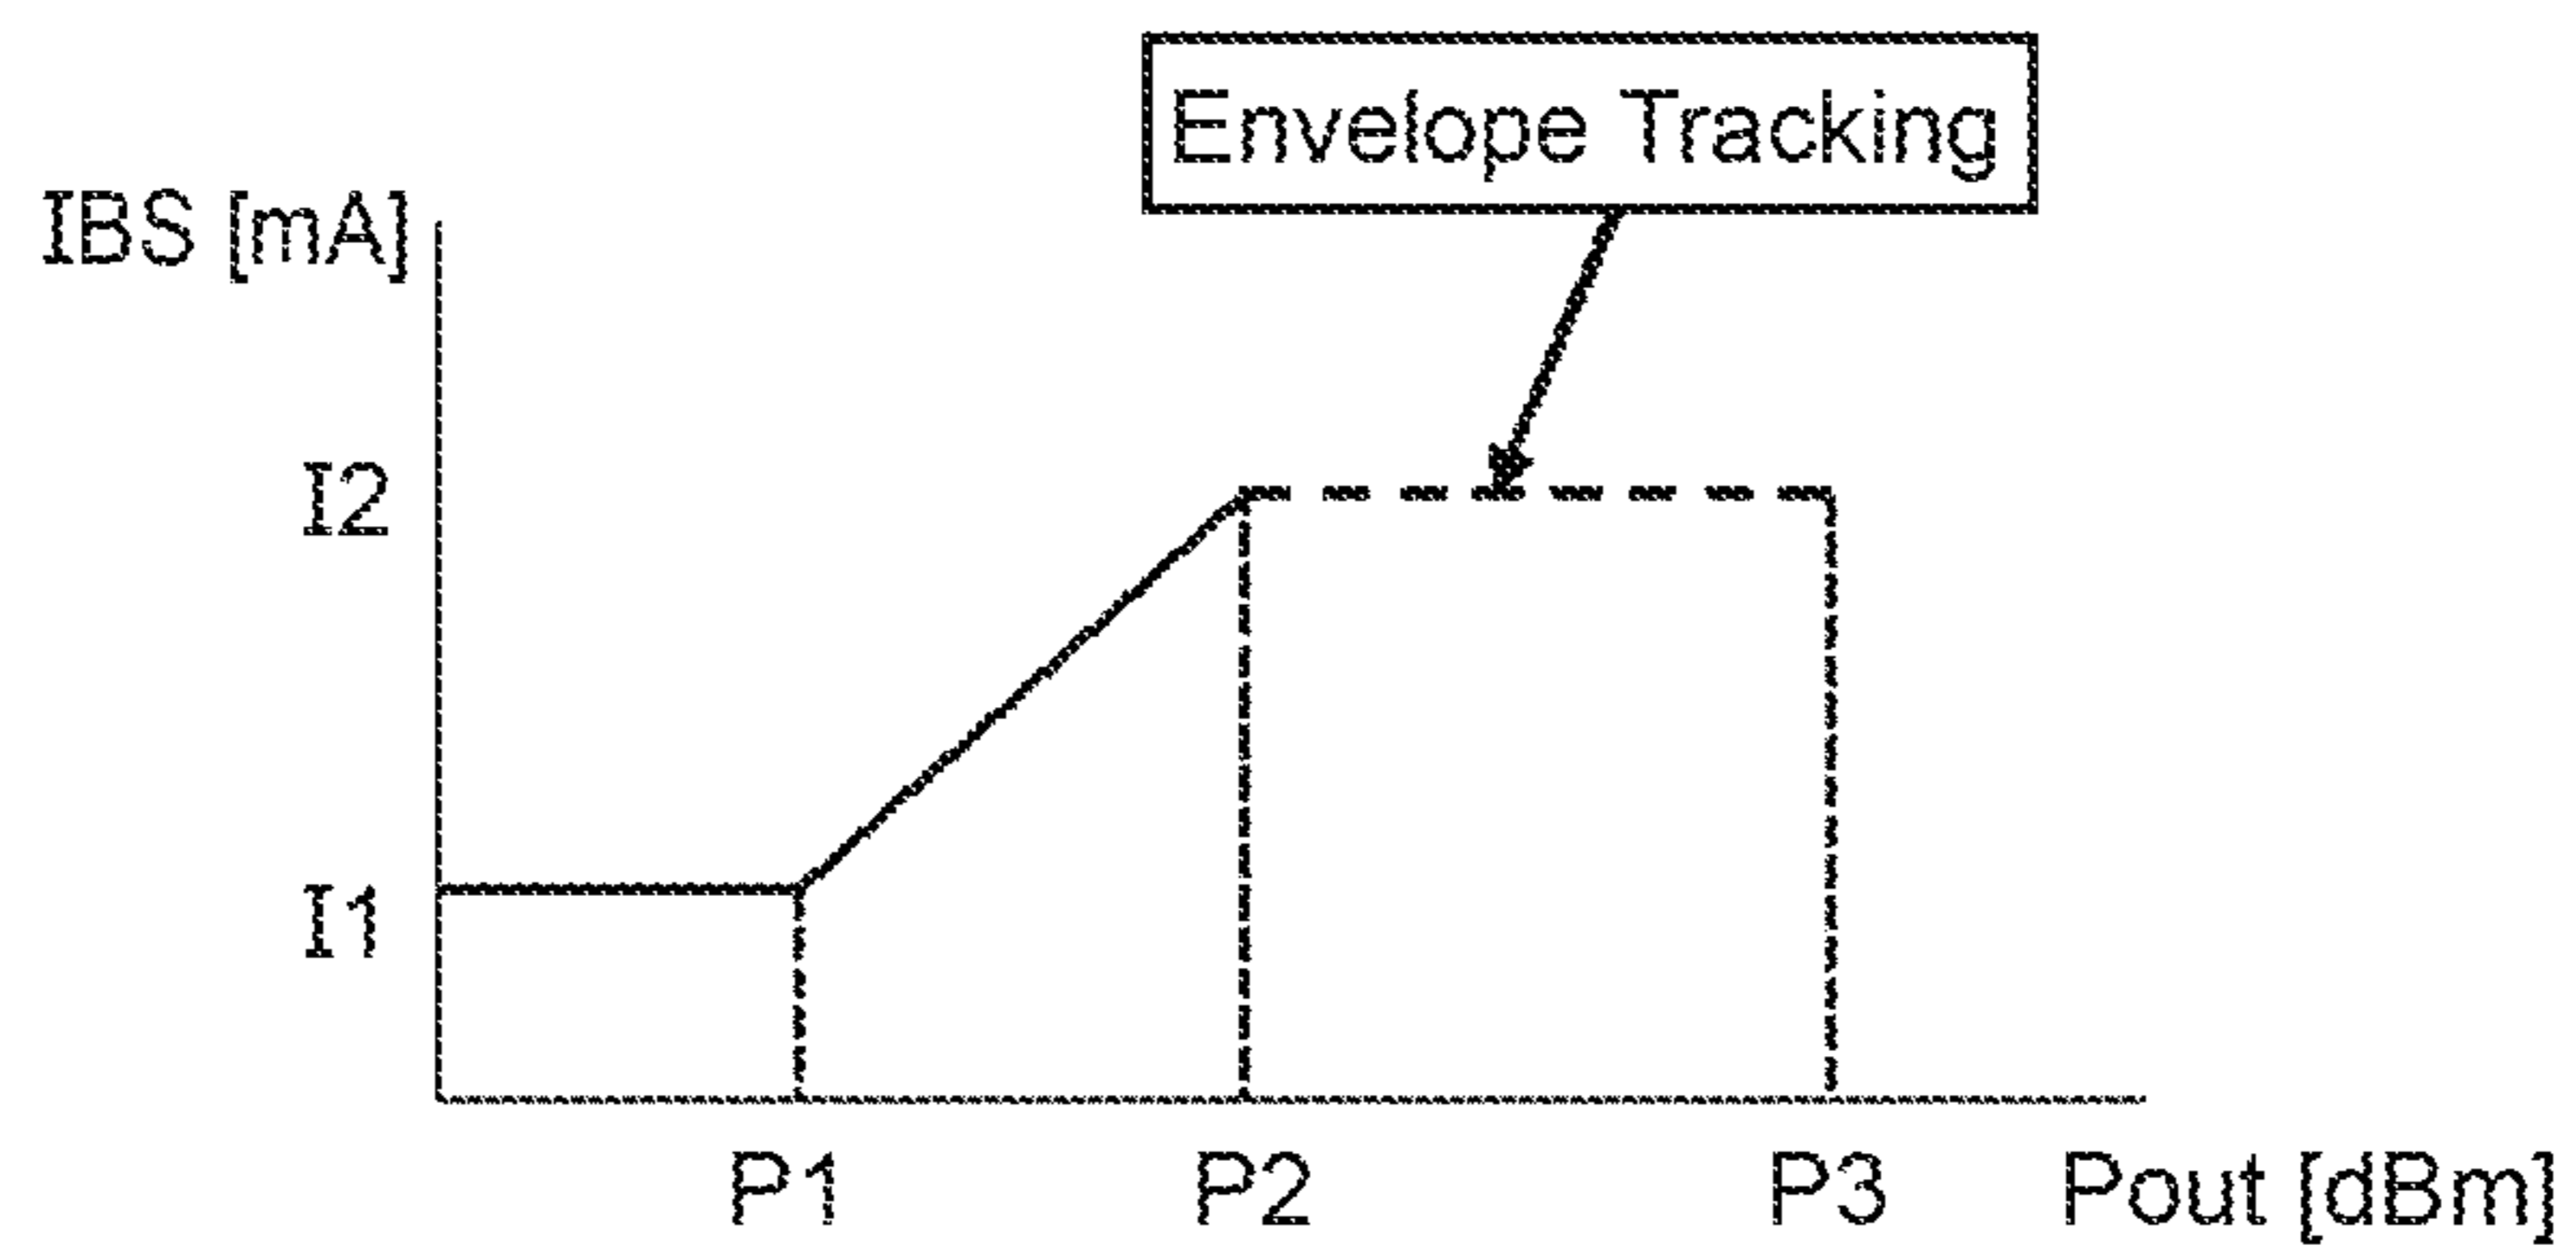 Envelope Tracking
IBS [mA]
I2
I1
P1 P2 P3 Pout [dBm]